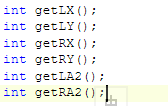 int getLX();
int getLY();
int getRX();
int getRY();
int getLA2();
int getRA2();